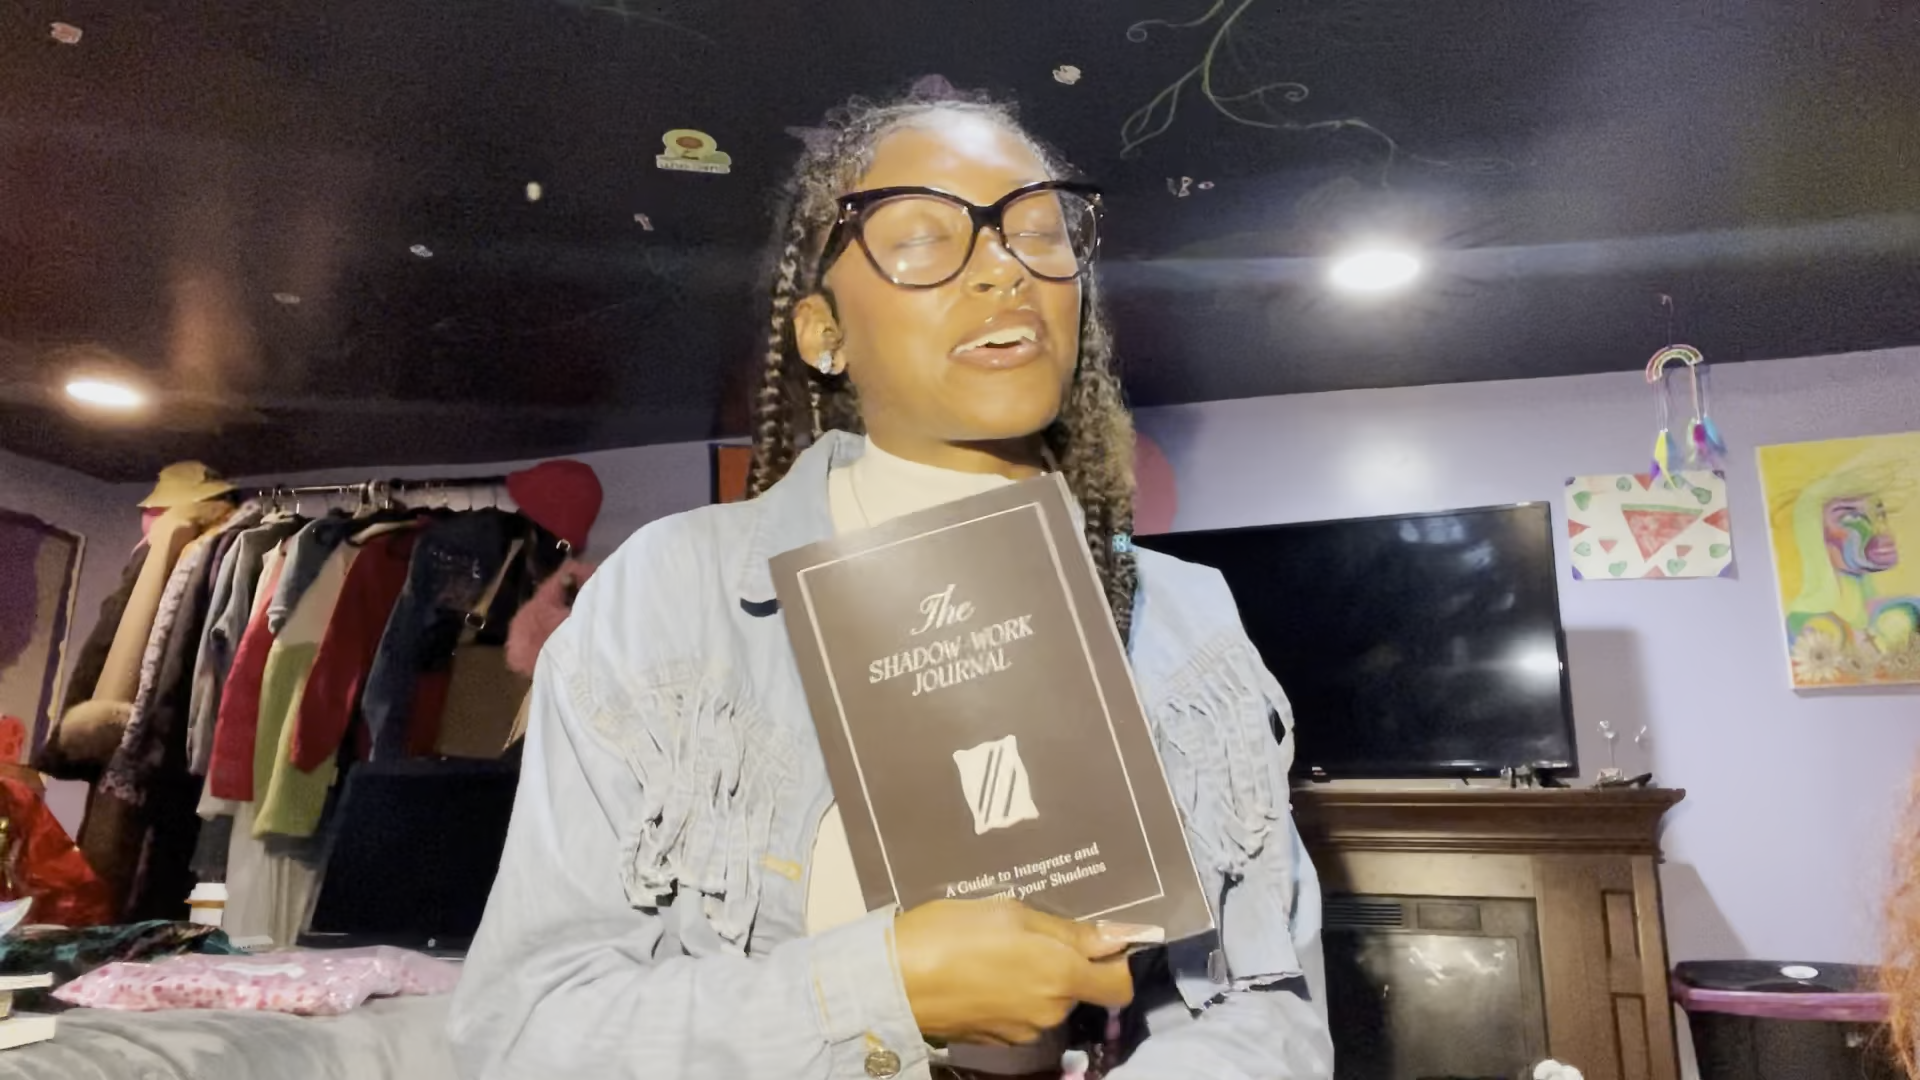 The
SHADOW WORK
JOURNAL
A Guide to Integrate and
your Shadows